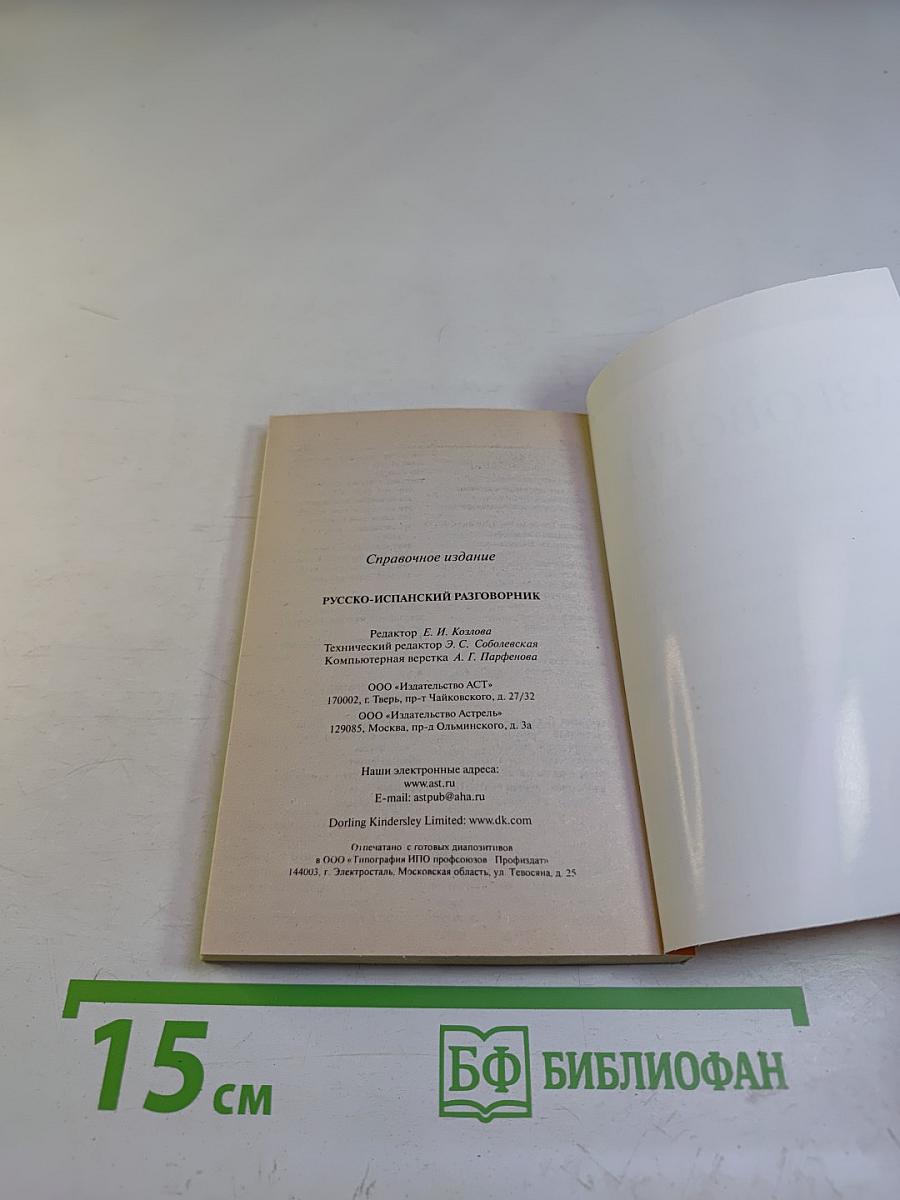 Справочное издание
РУССКО-ИСПАНСКИЙ РАЗГОВОРНИК
Редактор Е. И. Козлова
Технический редактор Э. С. Соболевская
Компьютерная верстка А. Г. Парфенова
ООО «Издательство АСТ»
170002, г. Тверь, пр-т Чайковского, д. 27/32
ООО «Издательство Астрель»
129085, Москва, пр-д Ольминского, д. 3а
Наши электронные адреса:
www.ast.ru
E-mail: astpub@aha.ru
Dorling Kindersley Limited: www.dk.com
Отпечатано с готовых диапозитивов
в ООО «Типография ИПО профсоюзов Профиздат»
144003, г. Электросталь, Московская область, ул. Тевосяна, д. 25
15 см
БФ БИБЛИОФАН